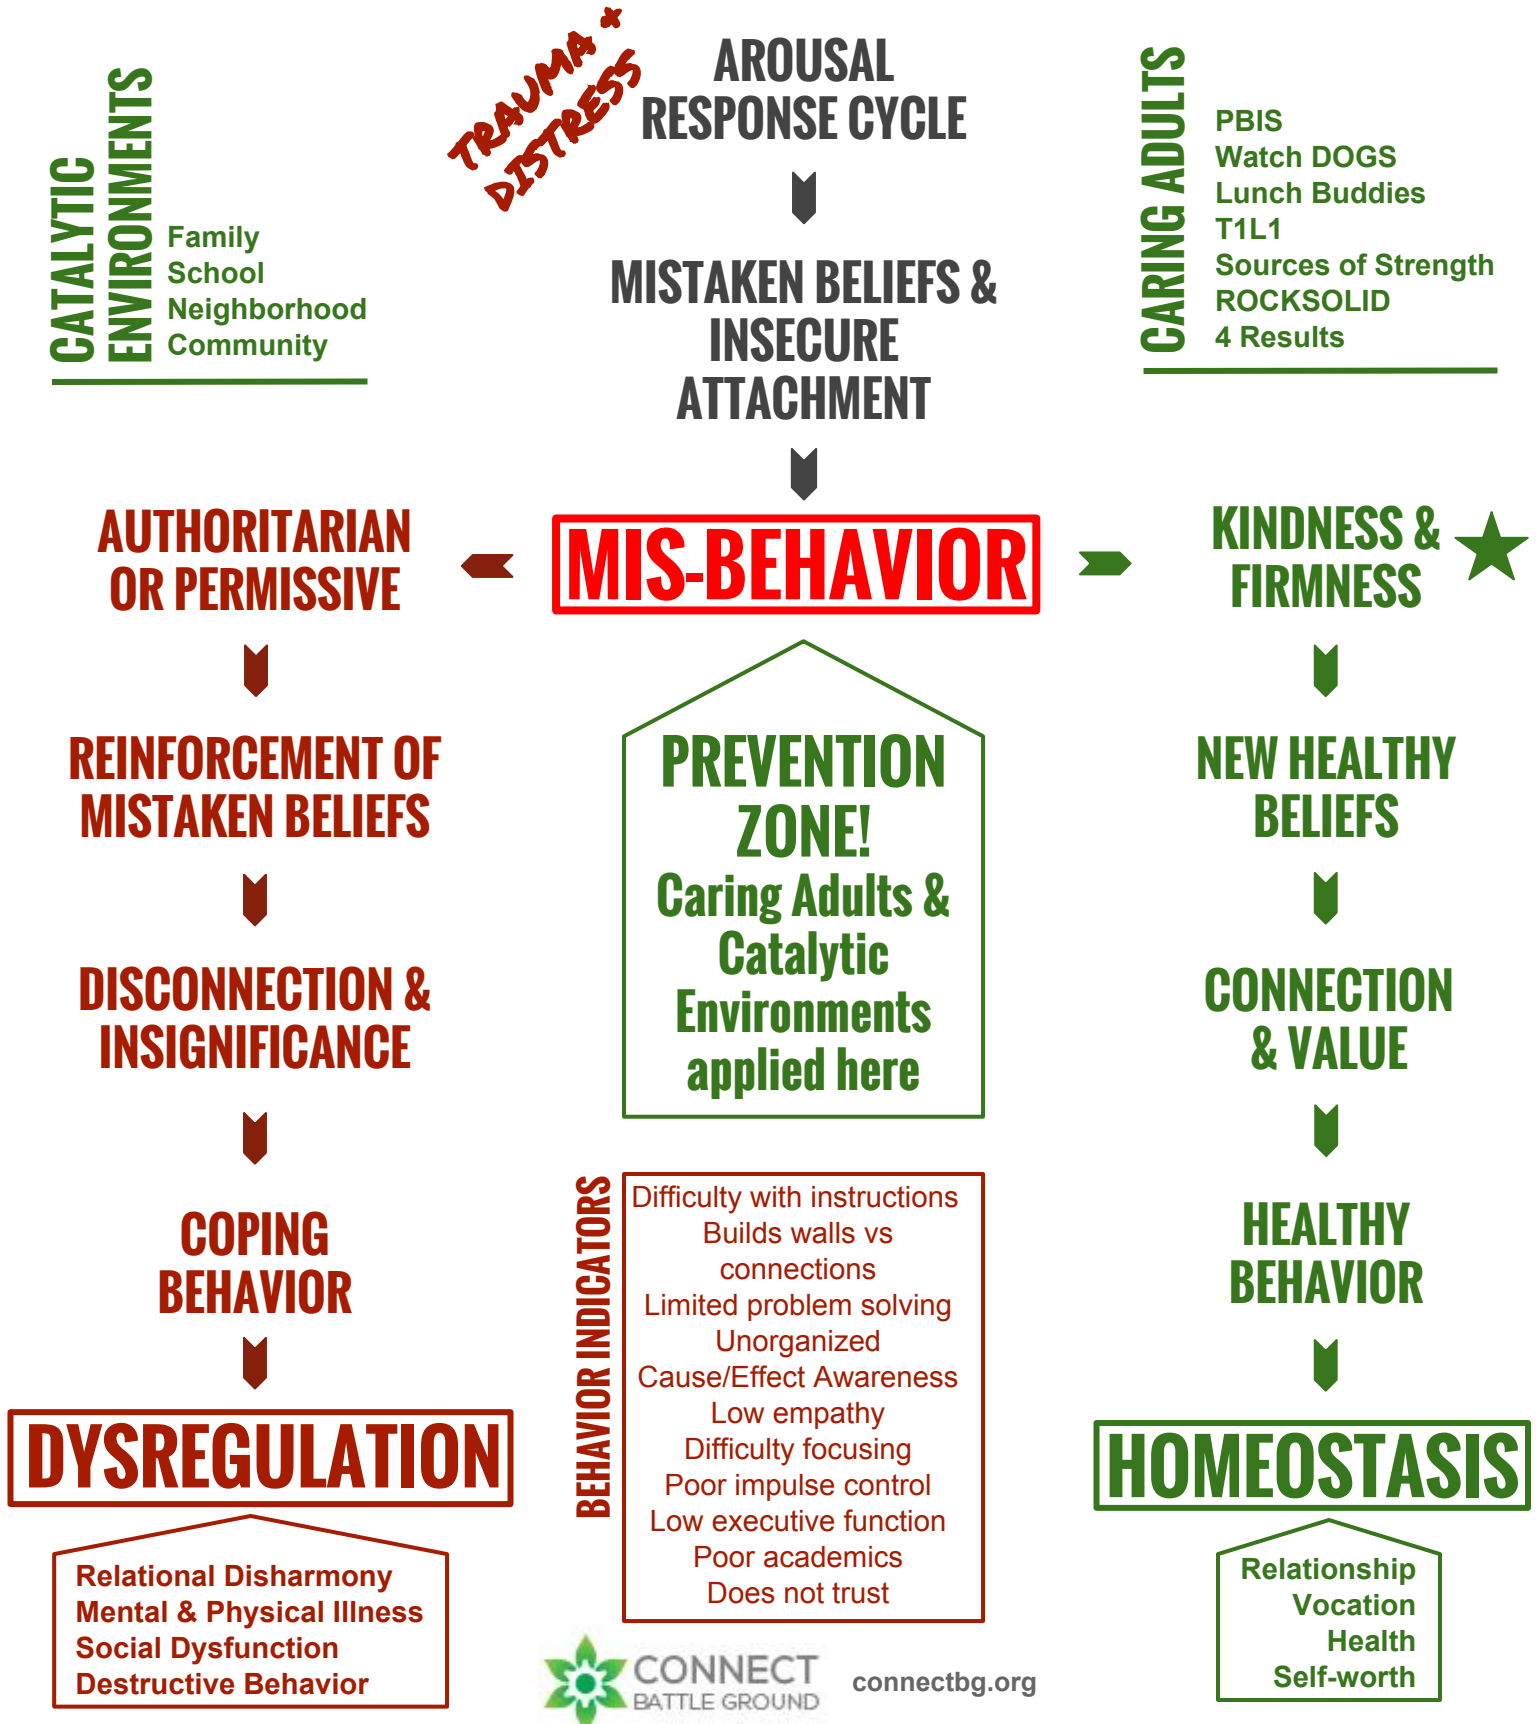 TRAUMA +
DISTRESS
AROUSAL
RESPONSE CYCLE
CATALYTIC
ENVIRONMENTS
Family
School
Neighborhood
Community
CARING ADULTS
PBIS
Watch DOGS
Lunch Buddies
T1L1
Sources of Strength
ROCKSOLID
4 Results
MISTAKEN BELIEFS &
INSECURE
ATTACHMENT
MIS-BEHAVIOR
AUTHORITARIAN
OR PERMISSIVE
REINFORCEMENT OF
MISTAKEN BELIEFS
DISCONNECTION &
INSIGNIFICANCE
COPING
BEHAVIOR
DYSREGULATION
Relational Disharmony
Mental & Physical Illness
Social Dysfunction
Destructive Behavior
PREVENTION
ZONE!
Caring Adults &
Catalytic
Environments
applied here
BEHAVIOR INDICATORS
Difficulty with instructions
Builds walls vs
connections
Limited problem solving
Unorganized
Cause/Effect Awareness
Low empathy
Difficulty focusing
Poor impulse control
Low executive function
Poor academics
Does not trust
KINDNESS &
FIRMNESS
NEW HEALTHY
BELIEFS
CONNECTION
& VALUE
HEALTHY
BEHAVIOR
HOMEOSTASIS
Relationship
Vocation
Health
Self-worth
CONNECT
BATTLE GROUND
connectbg.org